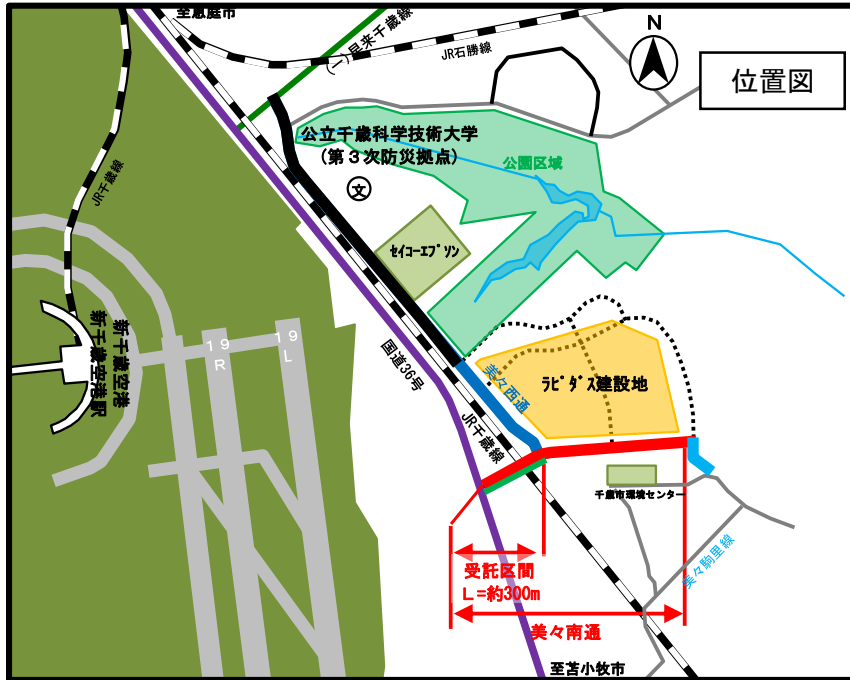 至恵庭市
(一)早来千歳線
JR石勝線
N
位置図
公立千歳科学技術大学
(第３次防災拠点)
文
公園区域
JR千歳線
ｾｲｺｰｴﾌﾟｿﾝ
新千歳空港
新千歳空港駅
19
R
19
L
国道36号
美々西通
ﾗﾋﾟﾀﾞｽ建設地
JR千歳線
千歳市環境センター
受託区間
L=約300m
美々南通
美々駒里線
至苫小牧市